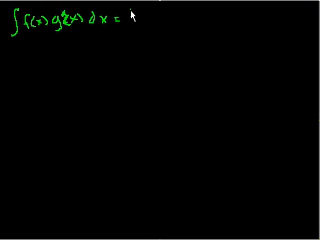 ∫ f(x) g'(x) dx =